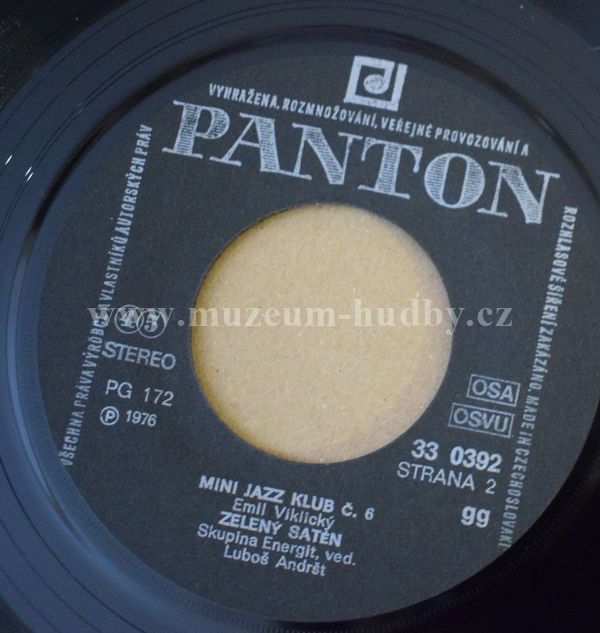 VŠECHNA PRÁVA VÝROBCE A VLASTNÍKŮ AUTORSKÝCH PRÁV
VYHRAŽENA. ROZMNOŽOVÁNÍ, VEŘEJNÉ PROVOZOVÁNÍ A
ROZHLASOVÉ ŠÍŘENÍ ZAKÁZÁNO. MADE IN CZECHOSLOVAKIA
PANTON
www.muzeum-hudby.cz
45
STEREO
PG 172
Ⓟ 1976
OSA
OSVU
33 0392
STRANA 2
gg
MINI JAZZ KLUB č. 6
Emil Viklický
ZELENÝ SATÉN
Skupina Energit, ved.
Luboš Andršt